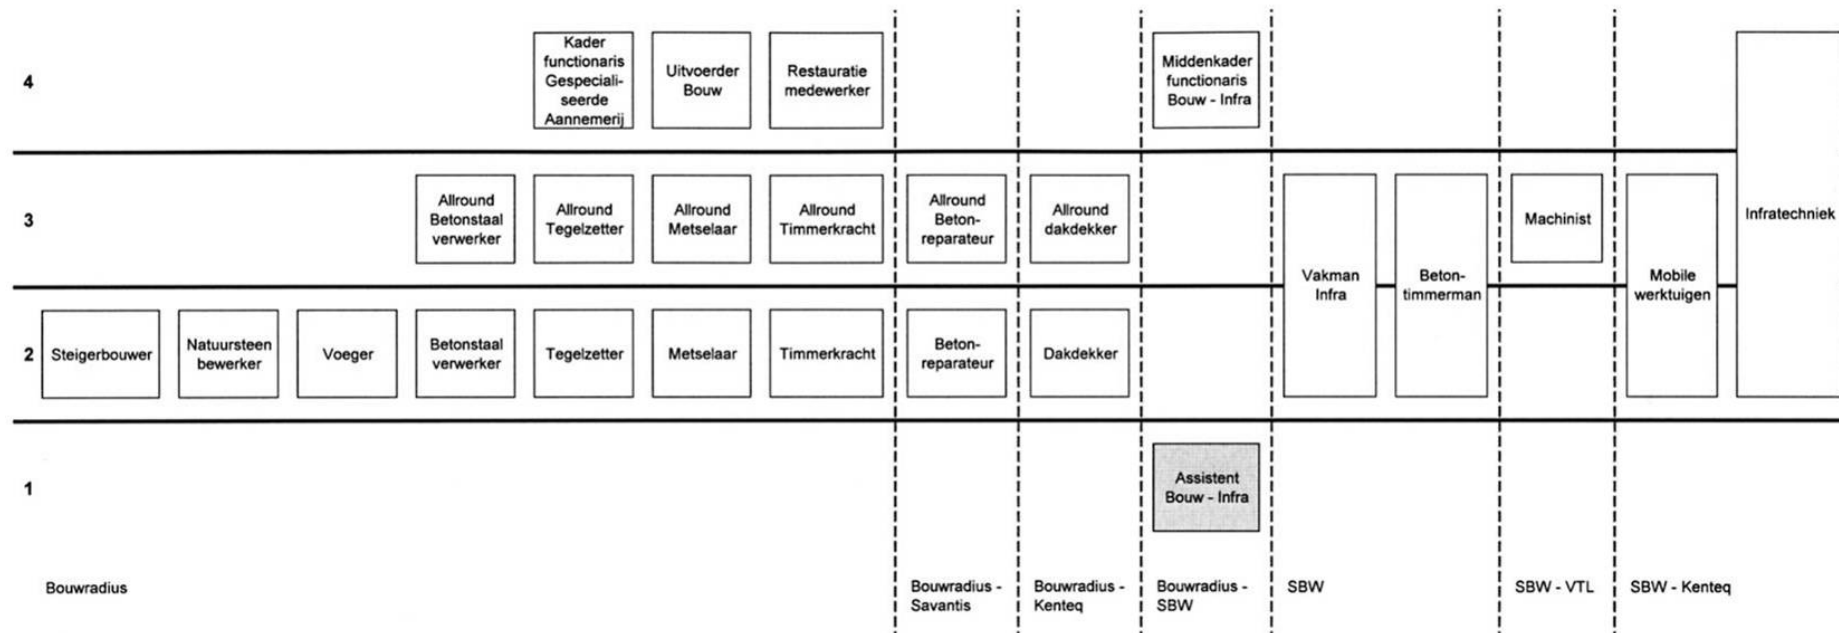 4
Kader
functionaris
Gespeciali-
seerde
Aannemerij
Uitvoerder
Bouw
Restauratie
medewerker
Middenkader
functionaris
Bouw - Infra
3
Allround
Betonstaal
verwerker
Allround
Tegelzetter
Allround
Metselaar
Allround
Timmerkracht
Allround
Beton-
reparateur
Allround
dakdekker
Vakman
Infra
Beton-
timmerman
Machinist
Mobile
werktuigen
Infratechniek
2
Steigerbouwer
Natuursteen
bewerker
Voeger
Betonstaal
verwerker
Tegelzetter
Metselaar
Timmerkracht
Beton-
reparateur
Dakdekker
1
Assistent
Bouw - Infra
Bouwradius
Bouwradius -
Savantis
Bouwradius -
Kenteq
Bouwradius -
SBW
SBW
SBW - VTL
SBW - Kenteq